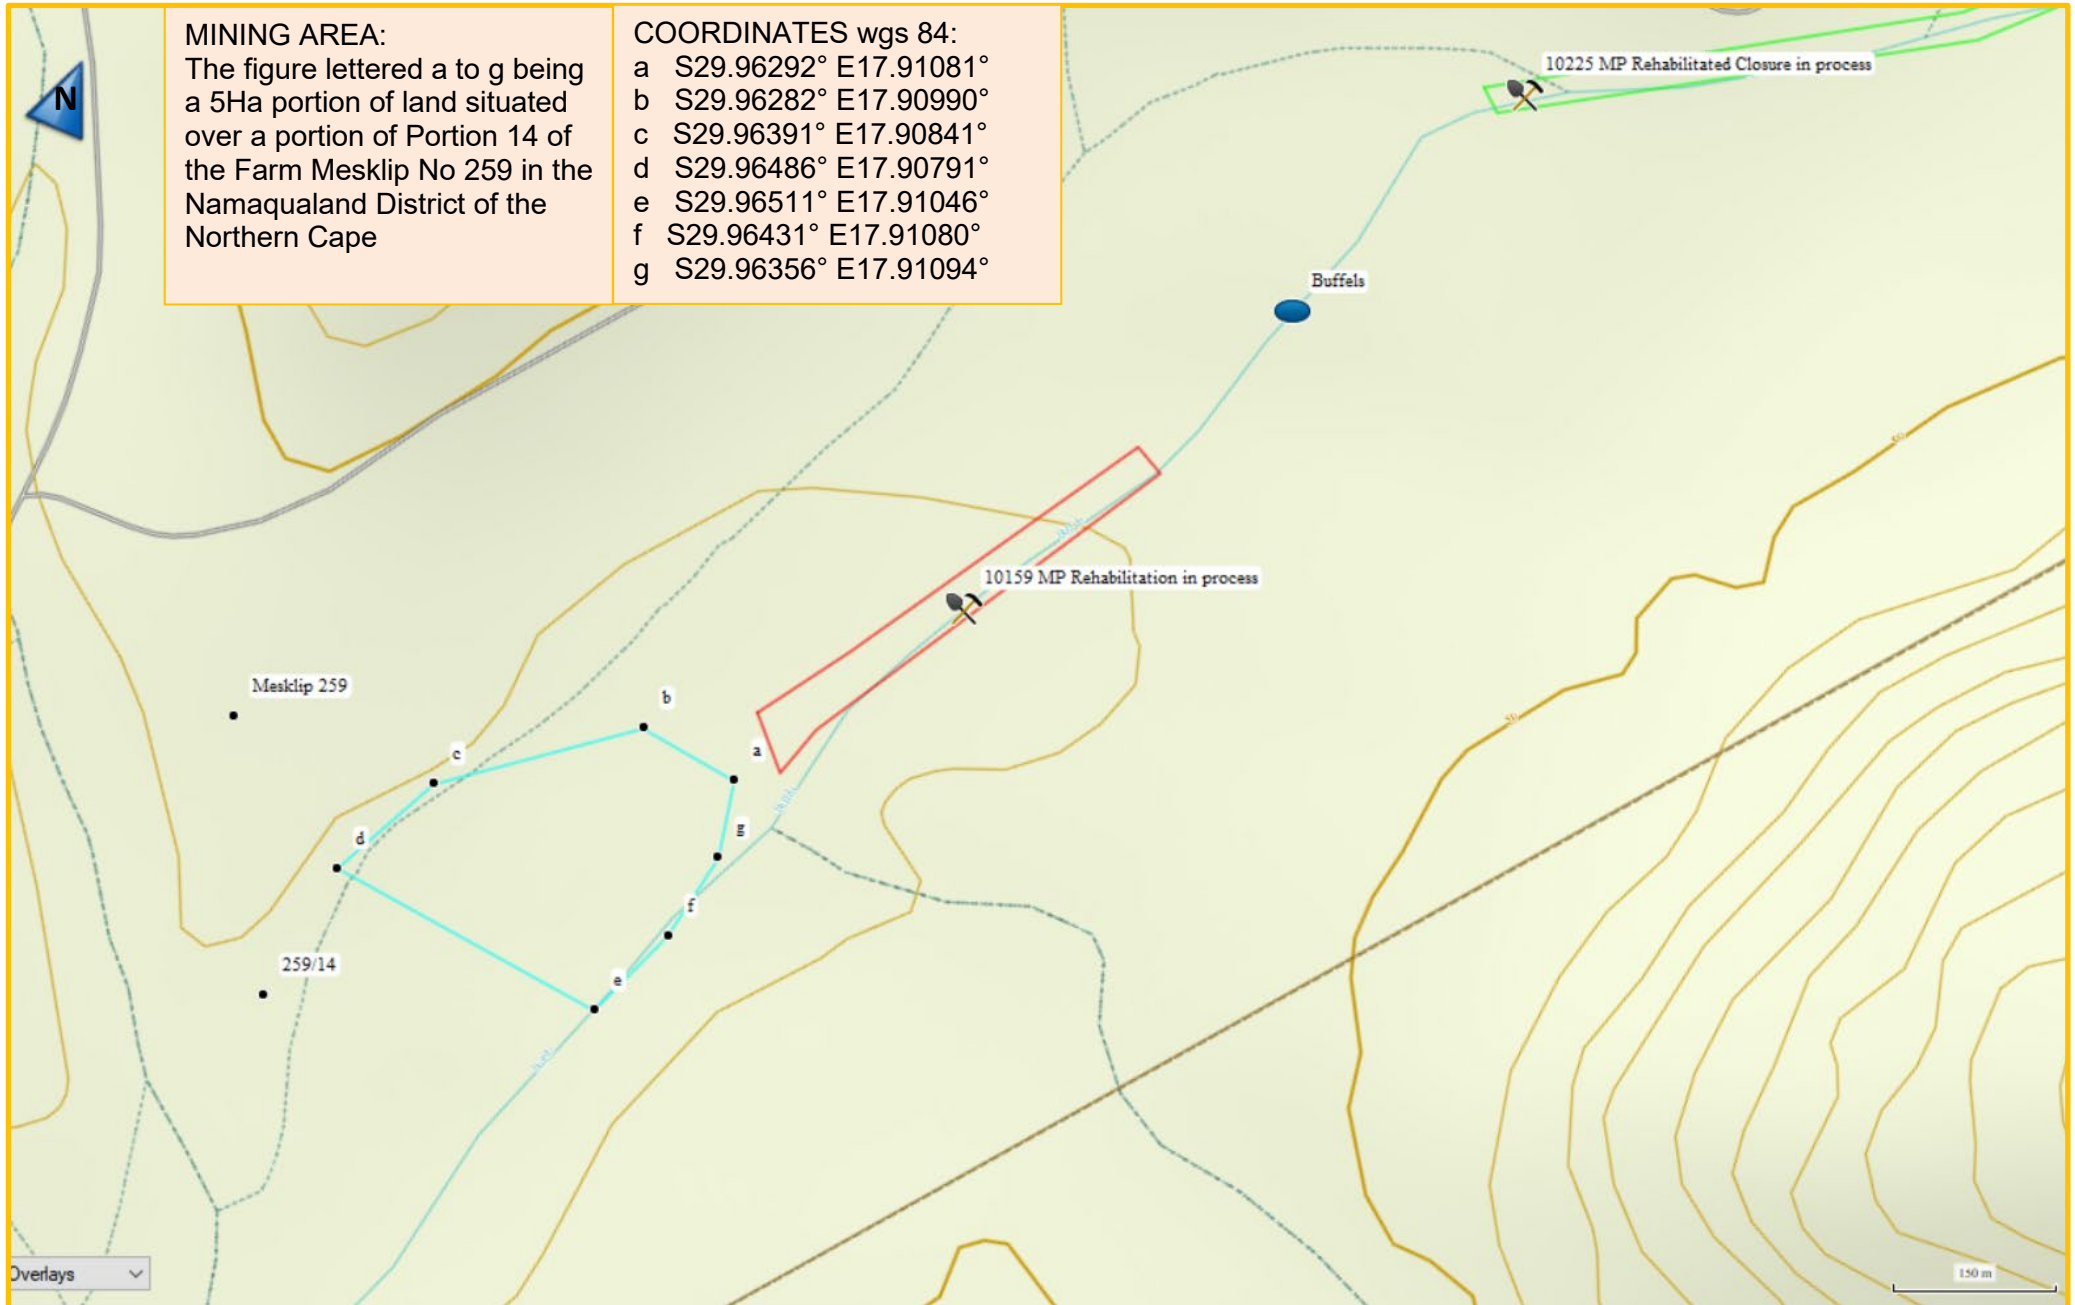 MINING AREA:
The figure lettered a to g being
a 5Ha portion of land situated
over a portion of Portion 14 of
the Farm Mesklip No 259 in the
Namaqualand District of the
Northern Cape
COORDINATES wgs 84:
a S29.96292° E17.91081°
b S29.96282° E17.90990°
c S29.96391° E17.90841°
d S29.96486° E17.90791°
e S29.96511° E17.91046°
f S29.96431° E17.91080°
g S29.96356° E17.91094°
N
10225 MP Rehabilitated Closure in process
Buffels
10159 MP Rehabilitation in process
Mesklip 259
b
a
c
g
d
f
259/14
e
Overlays
150 m